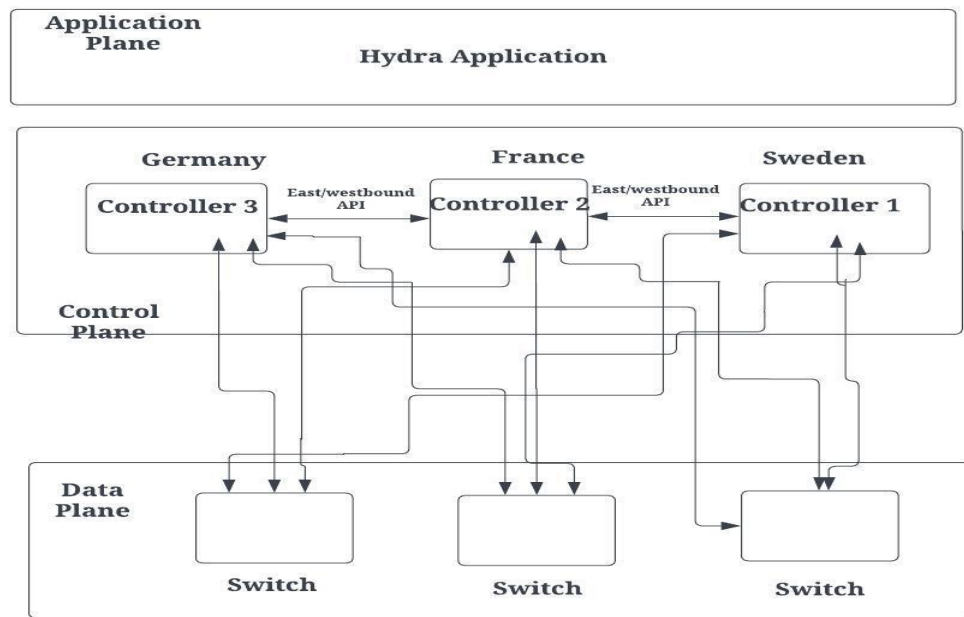 Application
Plane
Hydra Application
Germany
France
Sweden
East/westbound
API
East/westbound
API
Controller 3
Controller 2
Controller 1
Control
Plane
Data
Plane
Switch
Switch
Switch